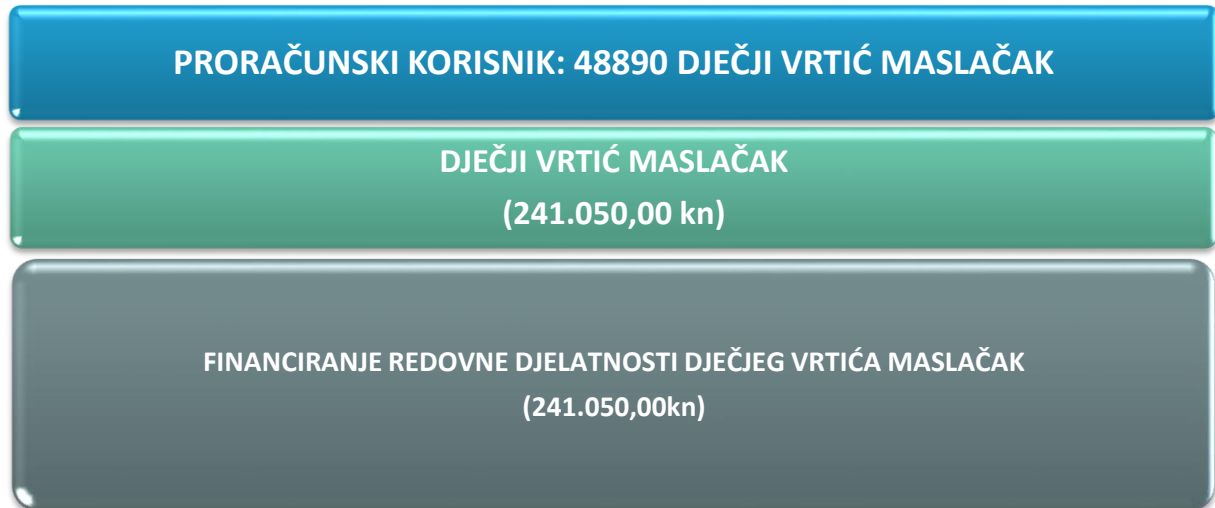 PRORAČUNSKI KORISNIK: 48890 DJEČJI VRTIĆ MASLAČAK
DJEČJI VRTIĆ MASLAČAK
(241.050,00 kn)
FINANCIRANJE REDOVNE DJELATNOSTI DJEČJEG VRTIĆA MASLAČAK
(241.050,00kn)